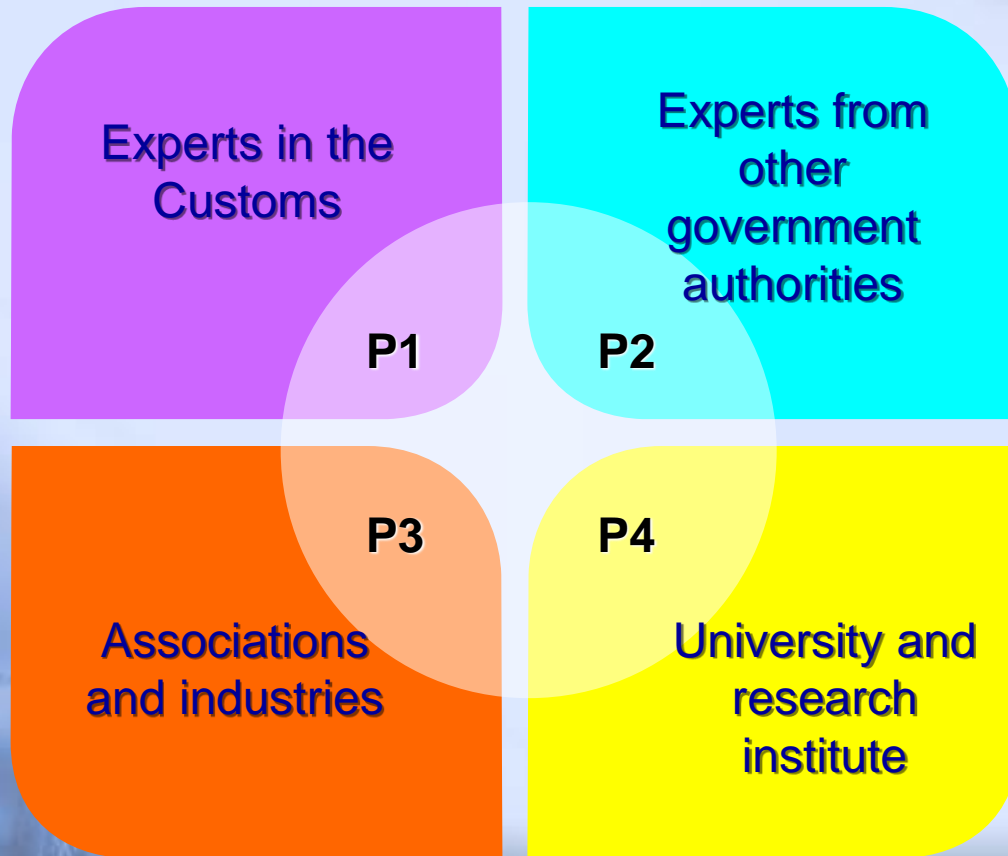 Experts in the
Customs
Experts from
other
government
authorities
P1
P2
P3
P4
Associations
and industries
University and
research
institute